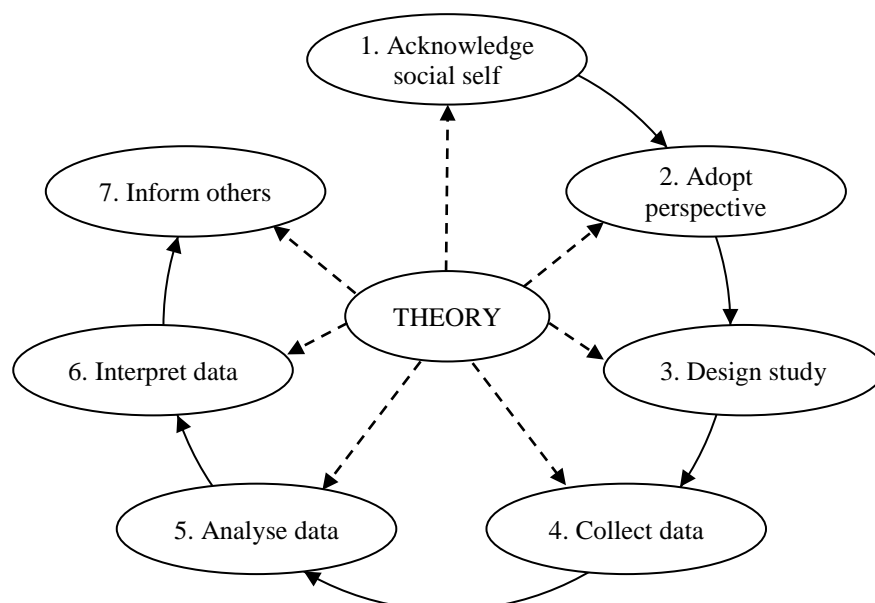 1. Acknowledge
social self
2. Adopt
perspective
3. Design study
4. Collect data
5. Analyse data
6. Interpret data
7. Inform others
THEORY